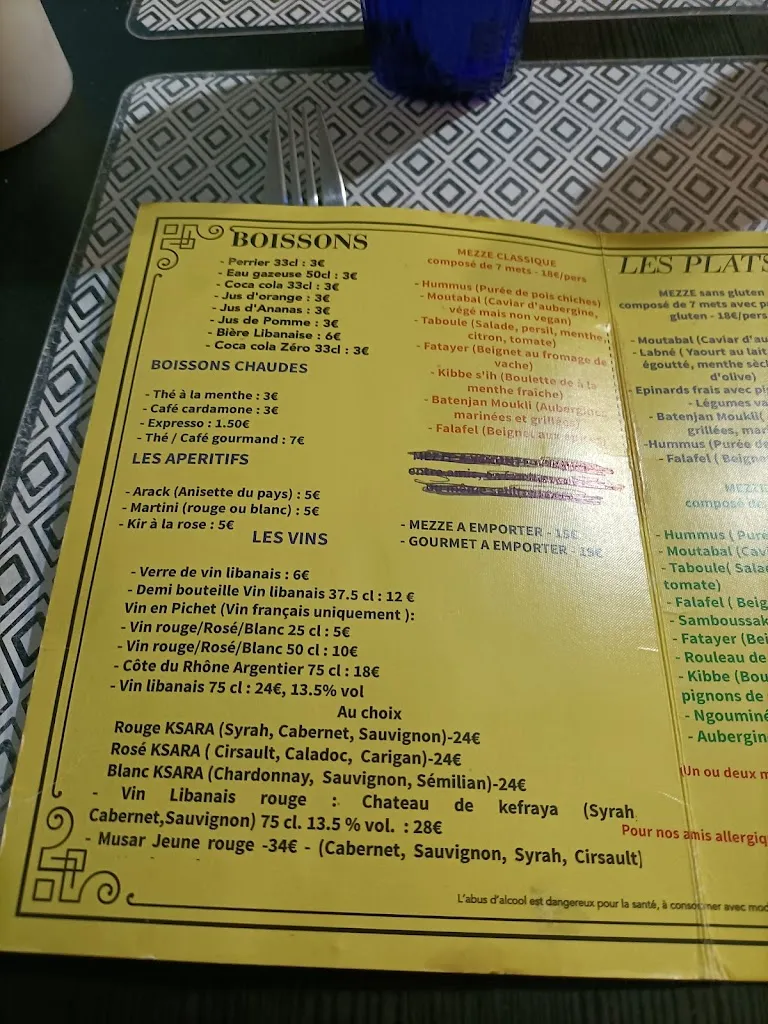 BOISSONS
- Perrier 33cl : 3€
- Eau gazeuse 50cl : 3€
- Coca cola 33cl : 3€
- Jus d'orange : 3€
- Jus d'Ananas : 3€
- Jus de Pomme : 3€
- Bière Libanaise : 6€
- Coca cola Zéro 33cl : 3€
BOISSONS CHAUDES
- Thé à la menthe : 3€
- Café cardamone : 3€
- Expresso : 1.50€
- Thé / Café gourmand : 7€
LES APERITIFS
- Arack (Anisette du pays) : 5€
- Martini (rouge ou blanc) : 5€
- Kir à la rose : 5€
LES VINS
- Verre de vin libanais : 6€
- Demi bouteille Vin libanais 37.5 cl : 12 €
Vin en Pichet (Vin français uniquement ):
- Vin rouge/Rosé/Blanc 25 cl : 5€
- Vin rouge/Rosé/Blanc 50 cl : 10€
- Côte du Rhône Argentier 75 cl : 18€
- Vin libanais 75 cl : 24€, 13.5% vol
Au choix
Rouge KSARA (Syrah, Cabernet, Sauvignon)-24€
Rosé KSARA ( Cirsault, Caladoc, Carigan)-24€
Blanc KSARA (Chardonnay, Sauvignon, Sémilian)-24€
- Vin Libanais rouge : Chateau de kefraya (Syrah
Cabernet,Sauvignon) 75 cl. 13.5 % vol. : 28€
- Musar Jeune rouge -34€ - (Cabernet, Sauvignon, Syrah, Cirsault)
MEZZE CLASSIQUE
composé de 7 mets - 18€/pers
- Hummus (Purée de pois chiches)
- Moutabal (Caviar d'aubergine,
végé mais non vegan)
- Taboule (Salade, persil, menthe,
citron, tomate)
- Fatayer (Beignet au fromage de
vache)
- Kibbe s'ih (Boulette de à la
menthe fraiche)
- Batenjan Moukli (Aubergines
marinées et grillées)
- Falafel (Beignet aux
- MEZZE A EMPORTER - 15€
- GOURMET A EMPORTER - 19€
L'abus d'alcool est dangereux pour la santé, à consommer avec mod
LES PLATS
MEZZE sans gluten
composé de 7 mets avec p
gluten - 18€/pers
- Moutabal (Caviar d'au
- Labné ( Yaourt au lait
égoutté, menthe sèc
d'olive)
- Epinards frais avec pi
- Légumes va
- Batenjan Moukli(
grillées, mar
-Hummus (Purée de
- Falafel ( Beigne
MEZZE
composé de
- Hummus ( Puré
- Moutabal (Cavi
- Taboule( Sala
tomate)
- Falafel ( Beig
- Samboussak
- Fatayer (Bei
- Rouleau de
- Kibbe (Bou
pignons de
- Ngouminé
- Aubergin
Un ou deux m
Pour nos amis allergiq